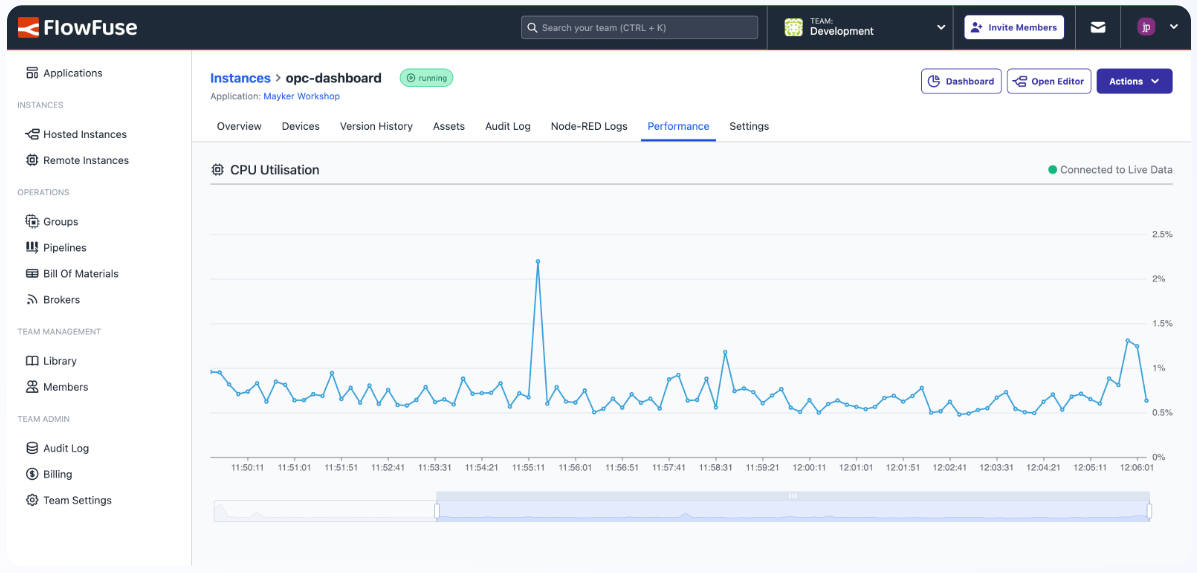 FlowFuse
Search your team (CTRL + K)
TEAM:
Development
Invite Members
jp
Applications
INSTANCES
Hosted Instances
Remote Instances
OPERATIONS
Groups
Pipelines
Bill Of Materials
Brokers
TEAM MANAGEMENT
Library
Members
TEAM ADMIN
Audit Log
Billing
Team Settings
Instances > opc-dashboard
running
Application: Mayker Workshop
Dashboard
Open Editor
Actions
Overview Devices Version History Assets Audit Log Node-RED Logs Performance Settings
CPU Utilisation
Connected to Live Data
2.5%
2%
1.5%
1%
0.5%
0%
11:50:11 11:51:01 11:51:51 11:52:41 11:53:31 11:54:21 11:55:11 11:56:01 11:56:51 11:57:41 11:58:31 11:59:21 12:00:11 12:01:01 12:01:51 12:02:41 12:03:31 12:04:21 12:05:11 12:06:01